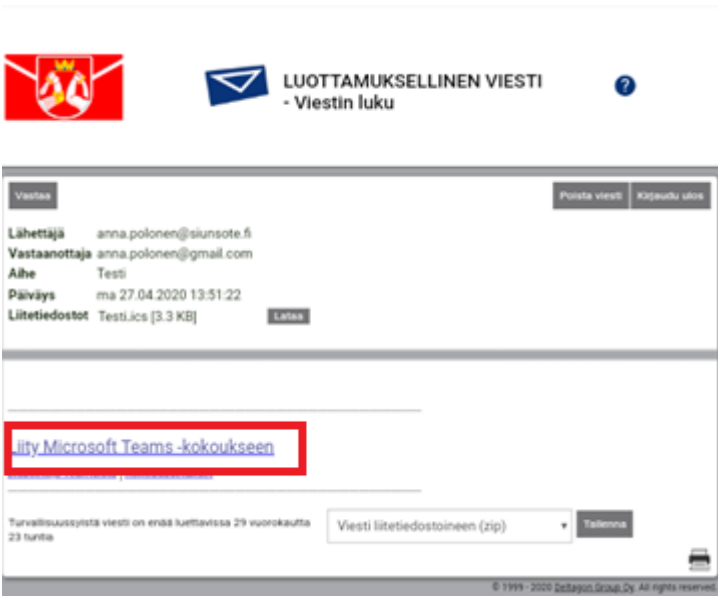 LUOTTAMUKSELLINEN VIESTI
- Viestin luku
?
Vastaa
Poista viesti Kirjaudu ulos
Lähettäjä anna.polonen@siunsote.fi
Vastaanottaja anna.polonen@gmail.com
Aihe Testi
Päiväys ma 27.04.2020 13:51:22
Liitetiedostot Testi.ics [3.3 KB] Lataa
Liity Microsoft Teams -kokoukseen
Turvallisuussyistä viesti on enää luettavissa 29 vuorokautta
23 tuntia
Viesti liitetiedostoineen (zip) Tallenna
© 1999 - 2020 Deltagon Group Oy. All rights reserved.